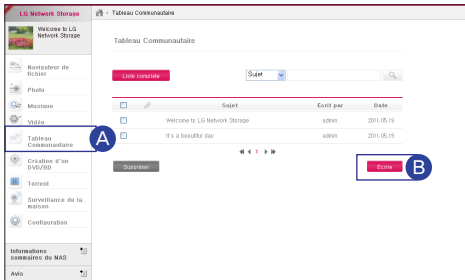 LG Network Storage
Tableau Communautaire
Welcome to LG
Network Storage
Tableau Communautaire
Navigateur de
fichier
Photo
Musique
Vidéo
Tableau
Communautaire
Création d'un
DVD/BD
Torrent
Surveillance de la
maison
Configuration
Informations
sommaires du NAS
Avis
Liste complète
Sujet
Sujet Ecrit par Date
Welcome to LG Network Storage admin 2011.05.19
It's a beautiful day admin 2011.05.19
1
Supprimer
Ecrire
A
B